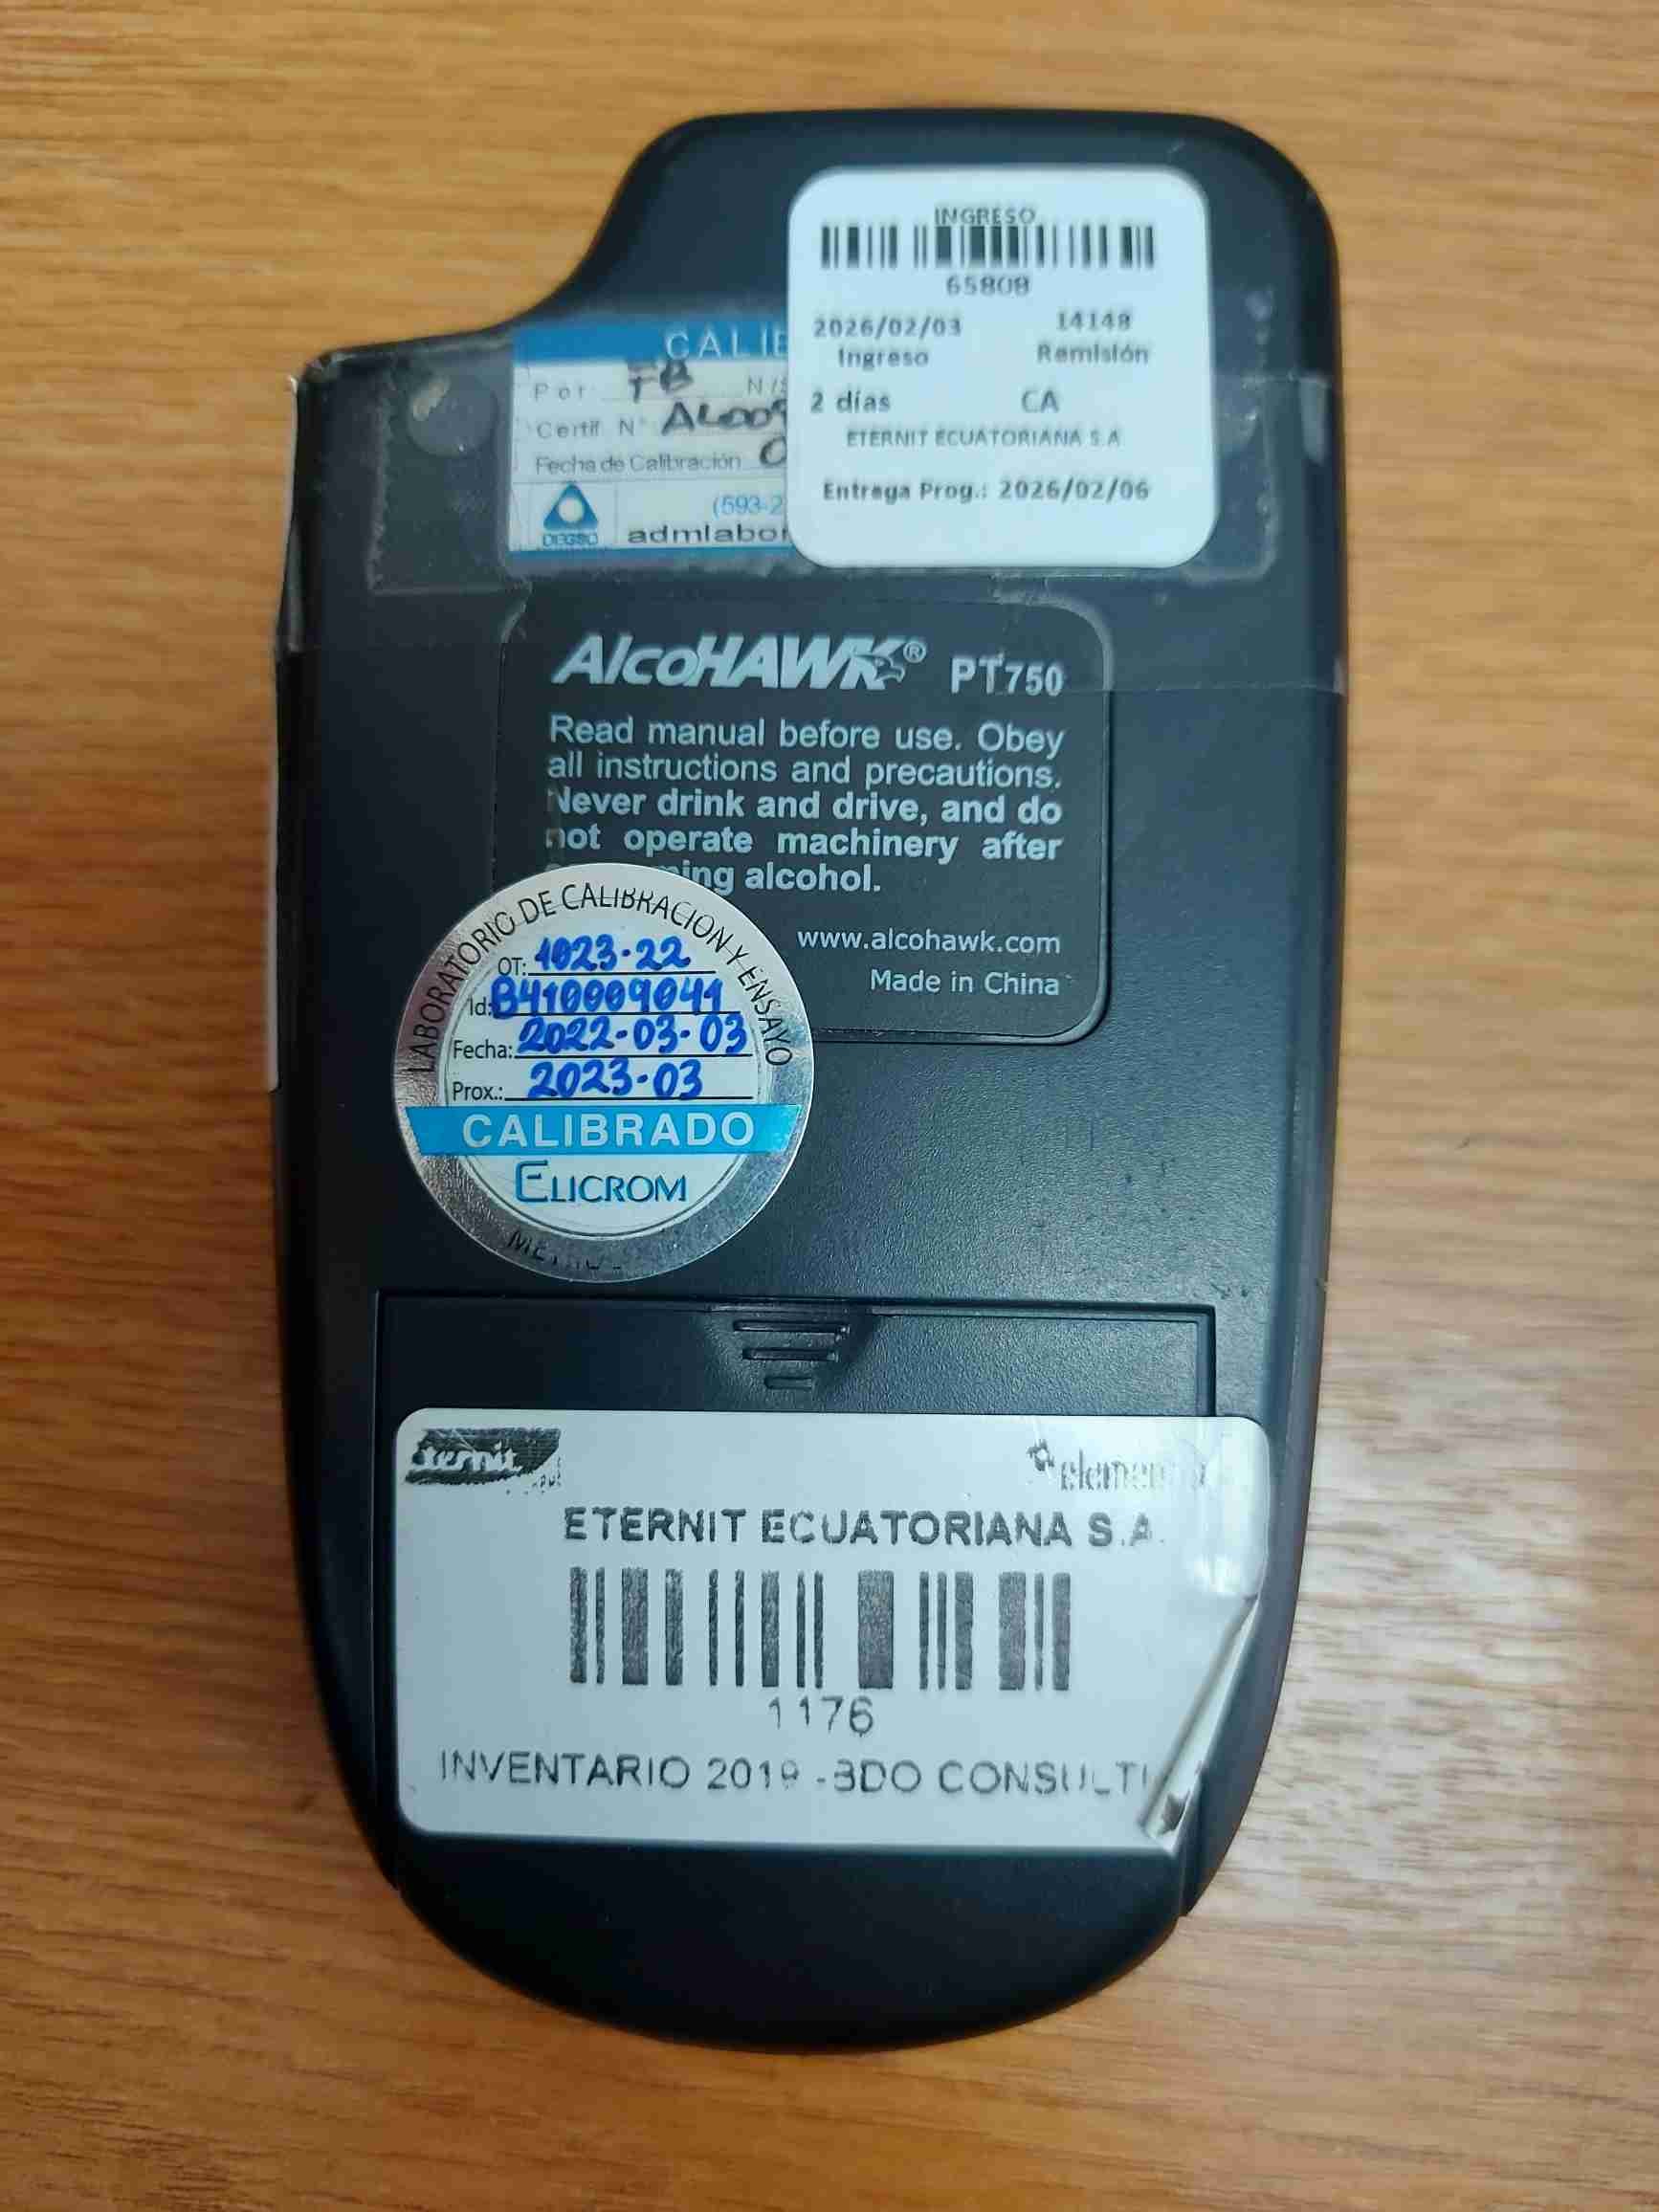 INGRESO
65808
2026/02/03 14148
Ingreso Remisión
2 días CA
ETERNIT ECUATORIANA S.A
Entrega Prog.: 2026/02/06
Por: FB
Certif. N°
Fecha de Calibración
(593-2
admlabor
AlcoHAWK® PT750
Read manual before use. Obey
all instructions and precautions.
Never drink and drive, and do
not operate machinery after
alcohol.
www.alcohawk.com
Made in China
LABORATORIO DE CALIBRACION Y ENSAYO
OT: 1023-22
Id: B410009041
Fecha: 2022-03-03
Prox.: 2023-03
CALIBRADO
ELICROM
ETERNIT ECUATORIANA S.A.
1176
INVENTARIO 2019 -BDO CONSULTI